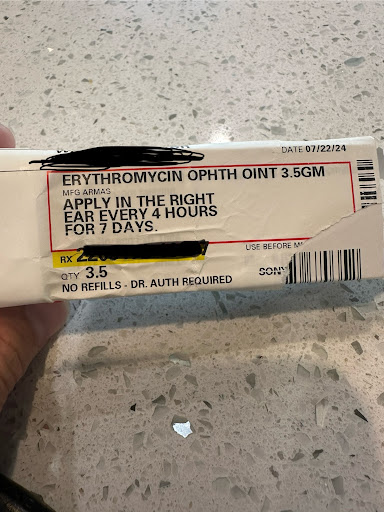 DATE 07/22/24
ERYTHROMYCIN OPHTH OINT 3.5GM
MFG ARMAS
APPLY IN THE RIGHT
EAR EVERY 4 HOURS
FOR 7 DAYS.
USE BEFORE
RX
QTY 3.5
NO REFILLS - DR. AUTH REQUIRED